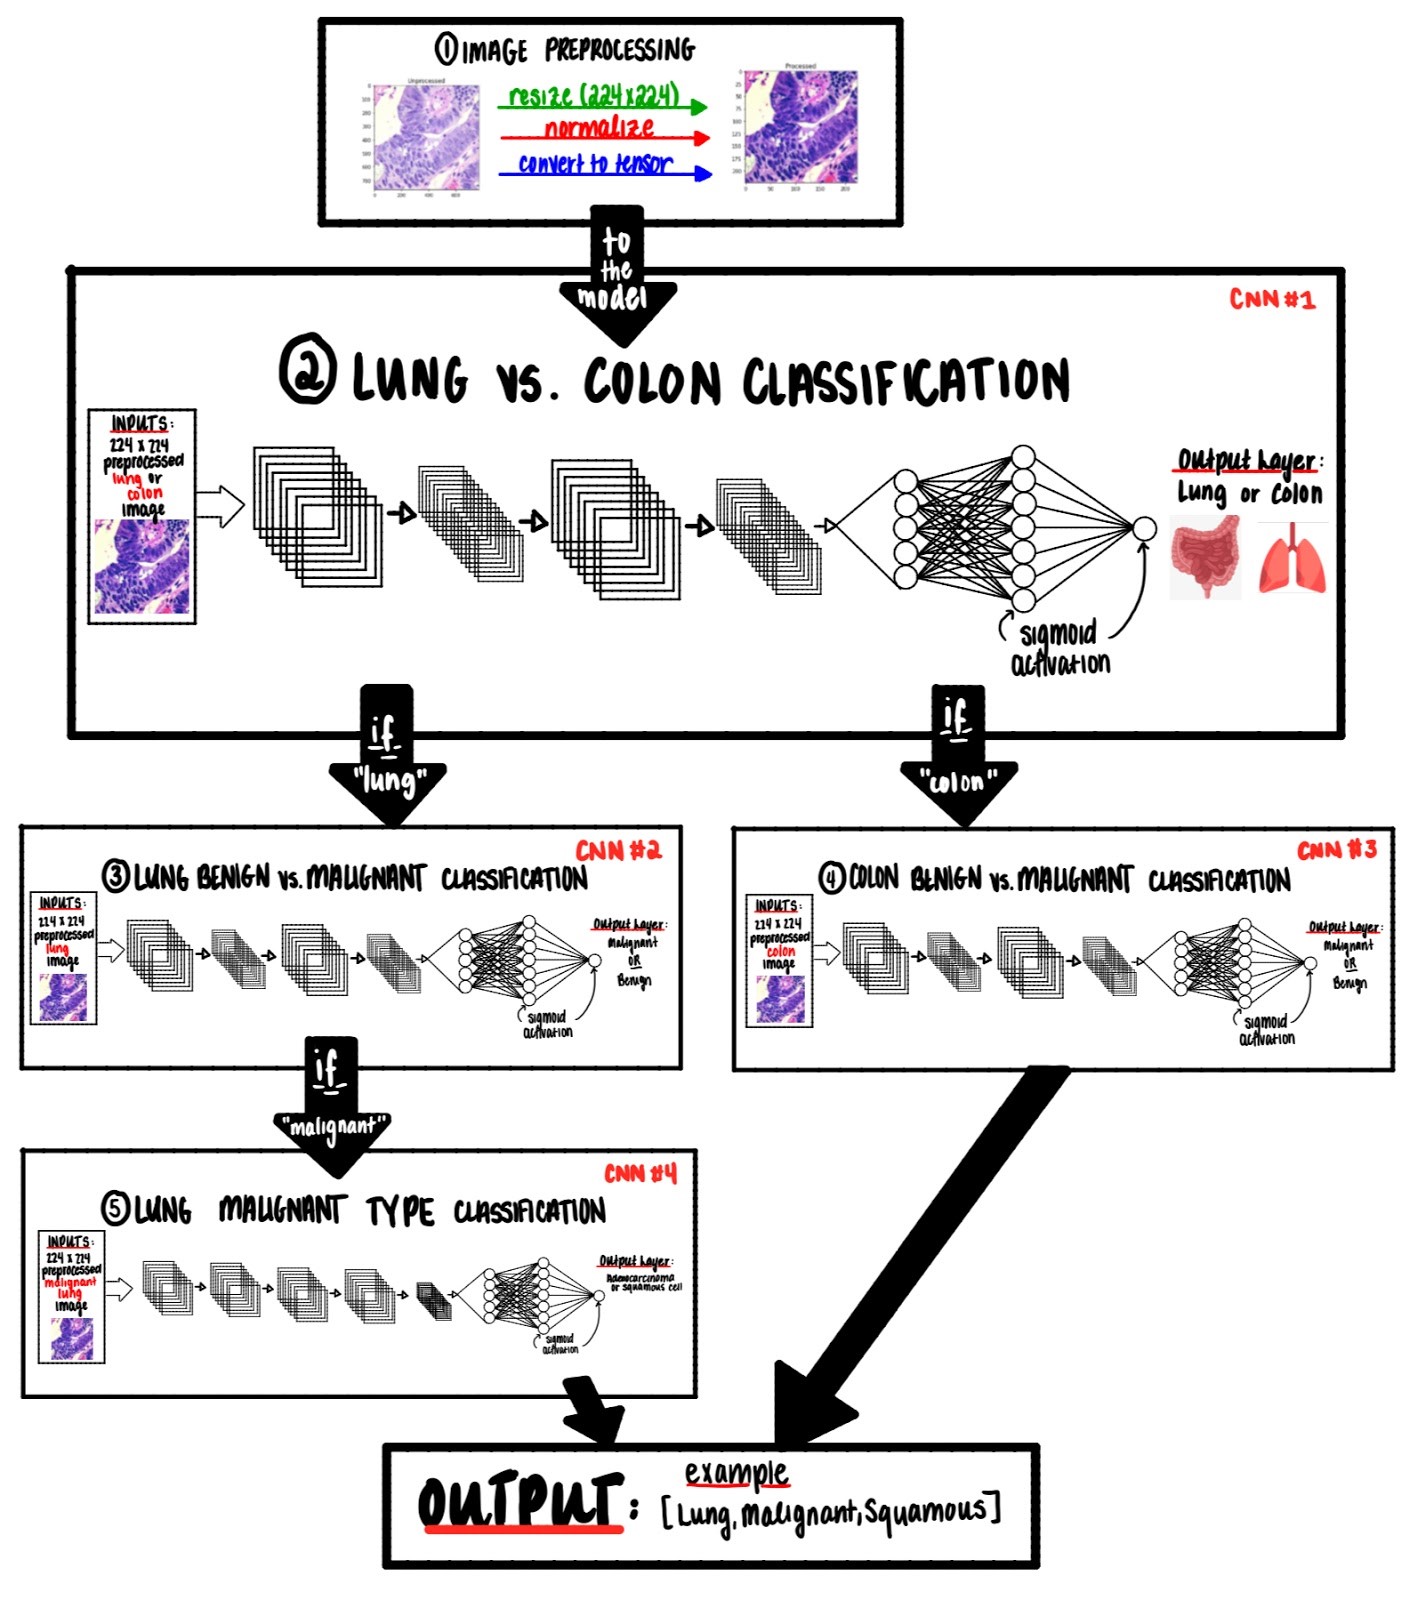 ① IMAGE PREPROCESSING
Unprocessed
Processed
resize (224x224)
normalize
convert to tensor
to
the
model
CNN #1
② LUNG vs. COLON CLASSIFICATION
INPUTS:
224 x 224
preprocessed
lung or
colon
image
Output Layer:
Lung or Colon
sigmoid
activation
if
"lung"
if
"colon"
CNN #2
③ LUNG BENIGN vs. MALIGNANT CLASSIFICATION
INPUTS:
224 x 224
preprocessed
lung
image
Output Layer:
Malignant
OR
Benign
sigmoid
activation
CNN #3
④ COLON BENIGN vs. MALIGNANT CLASSIFICATION
INPUTS:
224 x 224
preprocessed
colon
image
Output Layer:
Malignant
OR
Benign
sigmoid
activation
if
"malignant"
CNN #4
⑤ LUNG MALIGNANT TYPE CLASSIFICATION
INPUTS:
224 x 224
preprocessed
malignant
lung
image
Output Layer:
Adenocarcinoma
or squamous cell
sigmoid
activation
OUTPUT:
example
[Lung, Malignant, Squamous]